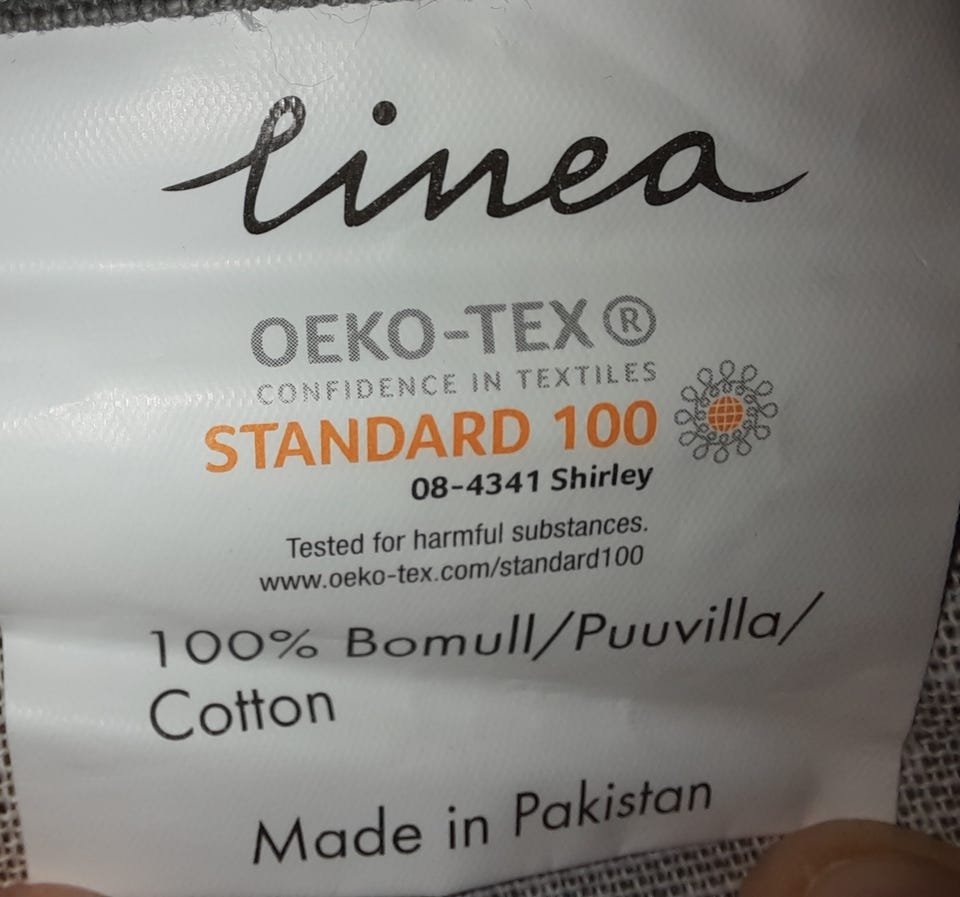 linea
OEKO-TEX®
CONFIDENCE IN TEXTILES
STANDARD 100
08-4341 Shirley
Tested for harmful substances.
www.oeko-tex.com/standard100
100% Bomull/Puuvilla/
Cotton
Made in Pakistan